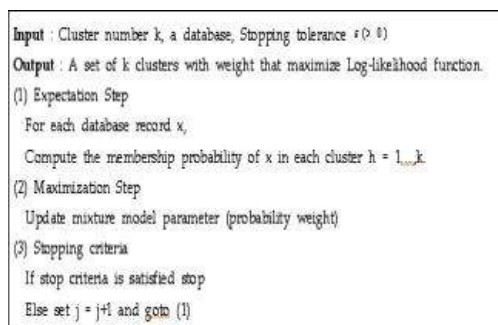 Input : Cluster number k, a database, Stopping tolerance ε(> 0)
Output : A set of k clusters with weight that maximize Log-likelihood function.
(1) Expectation Step
For each database record x,
Compute the membership probability of x in each cluster h = 1,..,k
(2) Maximization Step
Update mixture model parameter (probability weight)
(3) Stopping criteria
If stop criteria is satisfied stop
Else set j = j+1 and goto (1)